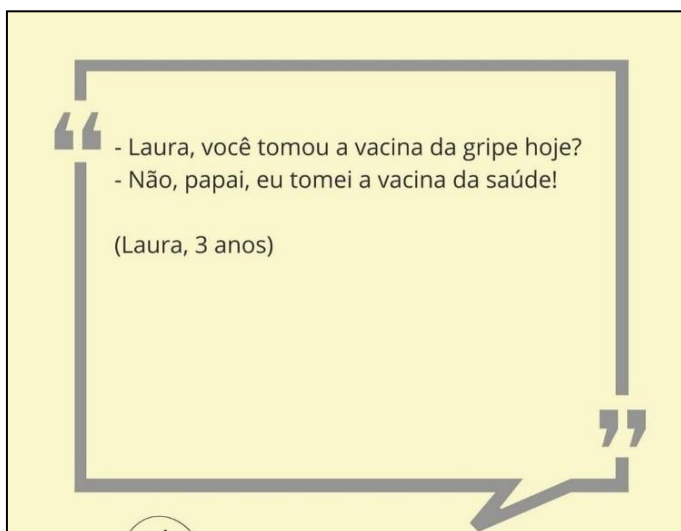 - Laura, você tomou a vacina da gripe hoje?
- Não, papai, eu tomei a vacina da saúde!
(Laura, 3 anos)